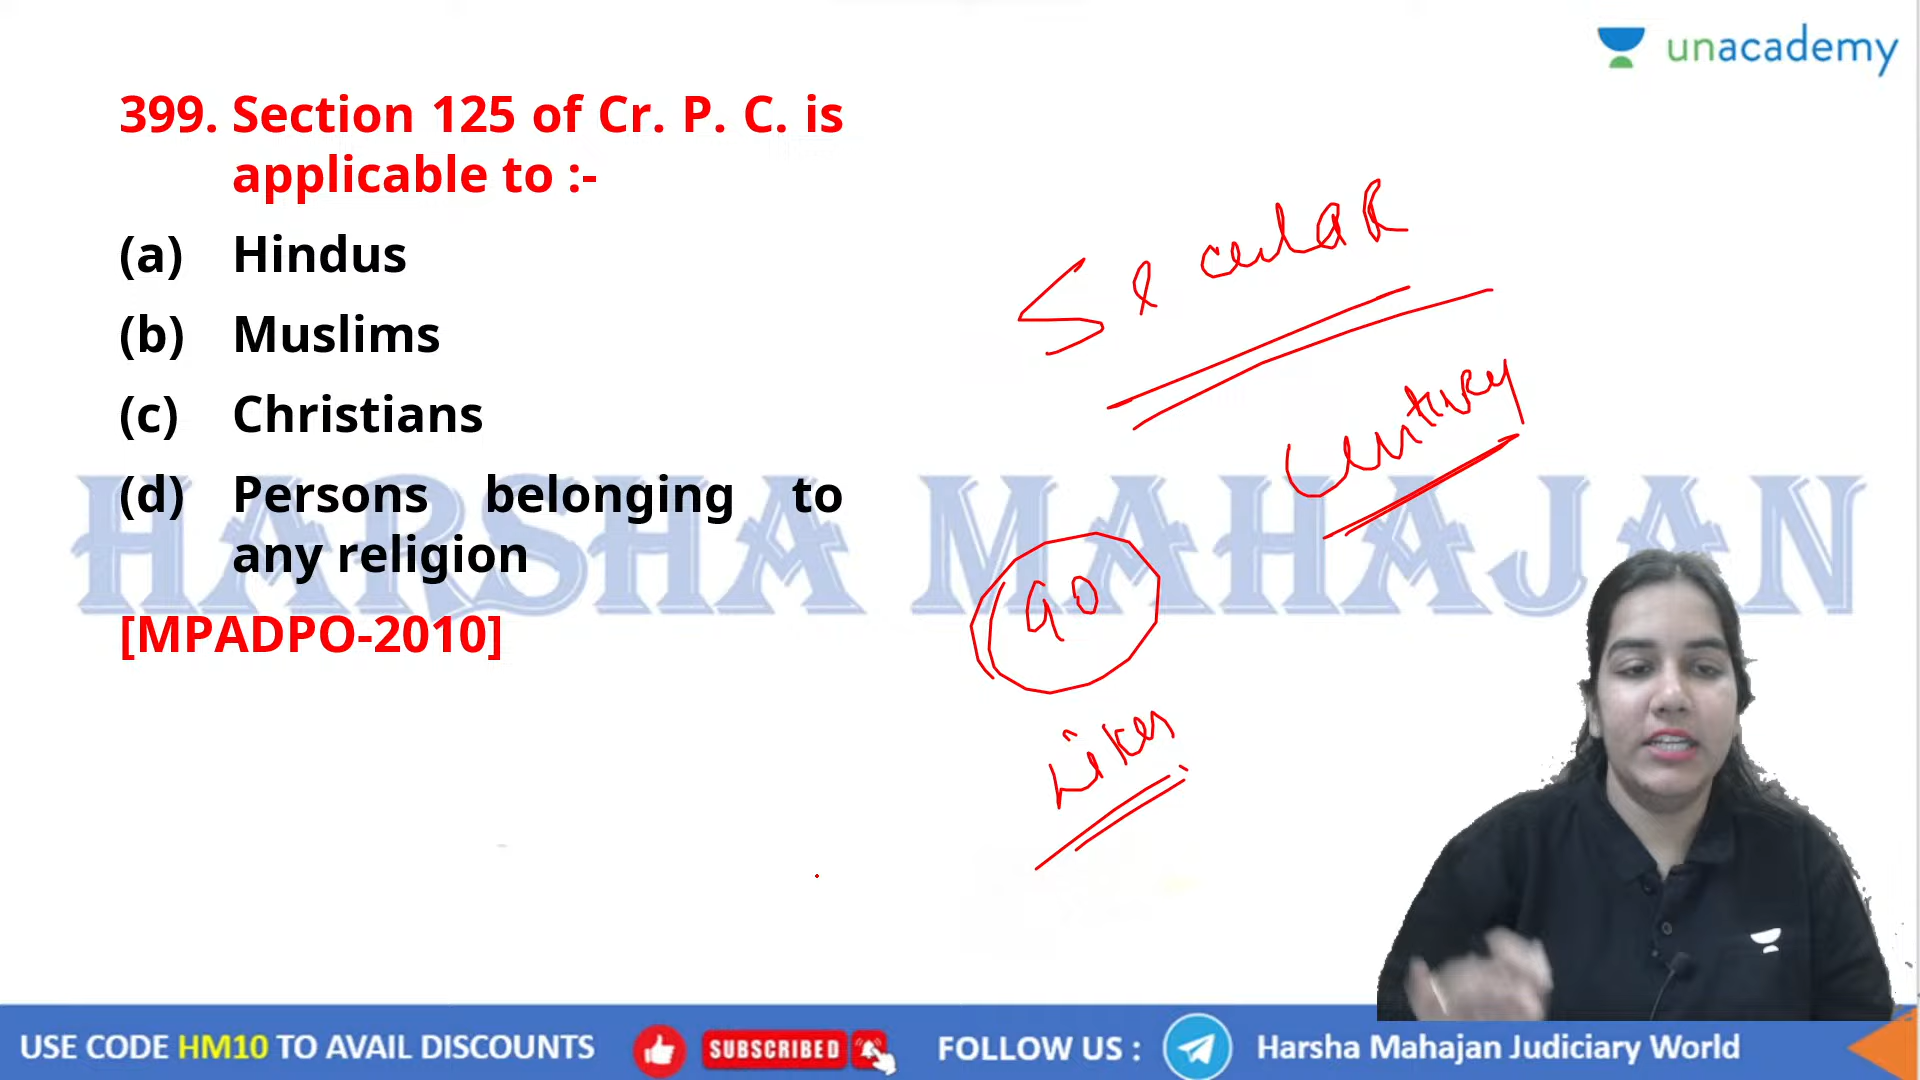 unacademy
399. Section 125 of Cr. P. C. is
applicable to :-
(a) Hindus
(b) Muslims
(c) Christians
(d) Persons belonging to
any religion
[MPADPO-2010]
Secular
Century
90
Likes
HARSHA MAHAJAN
USE CODE HM10 TO AVAIL DISCOUNTS
SUBSCRIBED
FOLLOW US :
Harsha Mahajan Judiciary World